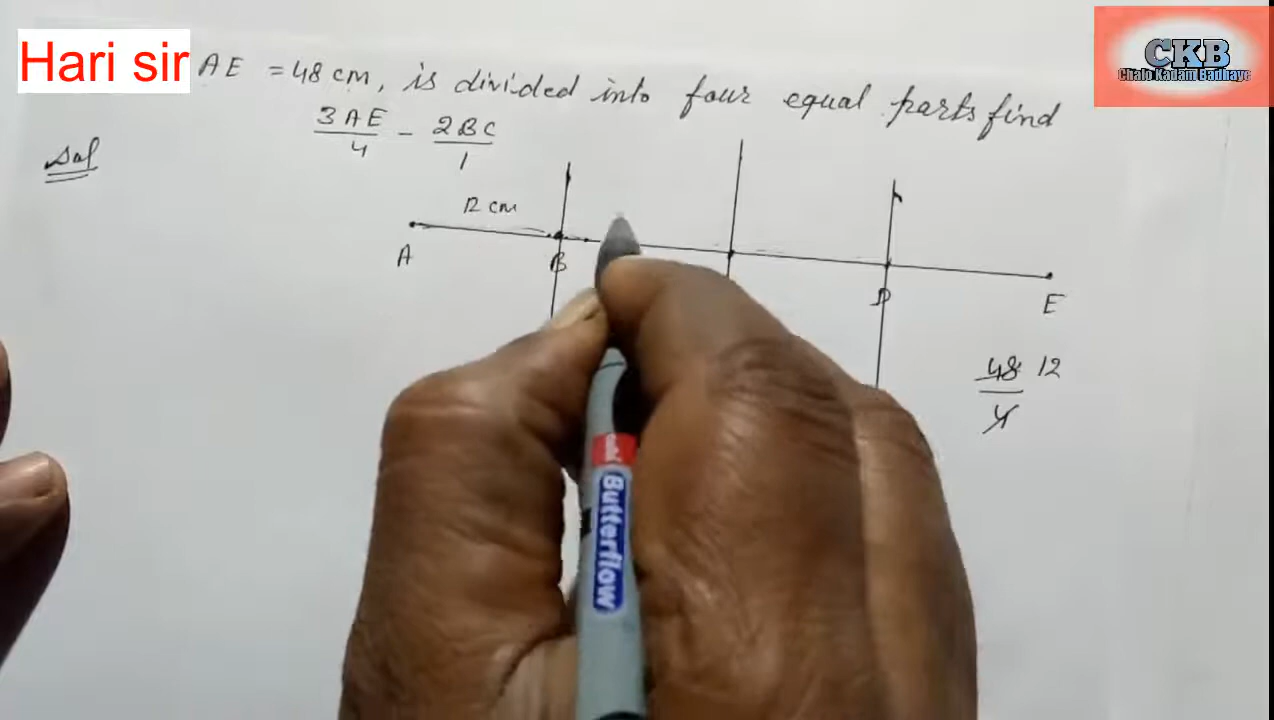 Hari sir
CKB
Chalo Kadam Badhaye
AE = 48 cm, is divided into four equal parts find
3AE/4 - 2BC/1
Sol
12 cm
A B D E
48 12
4
addgel Butterflow